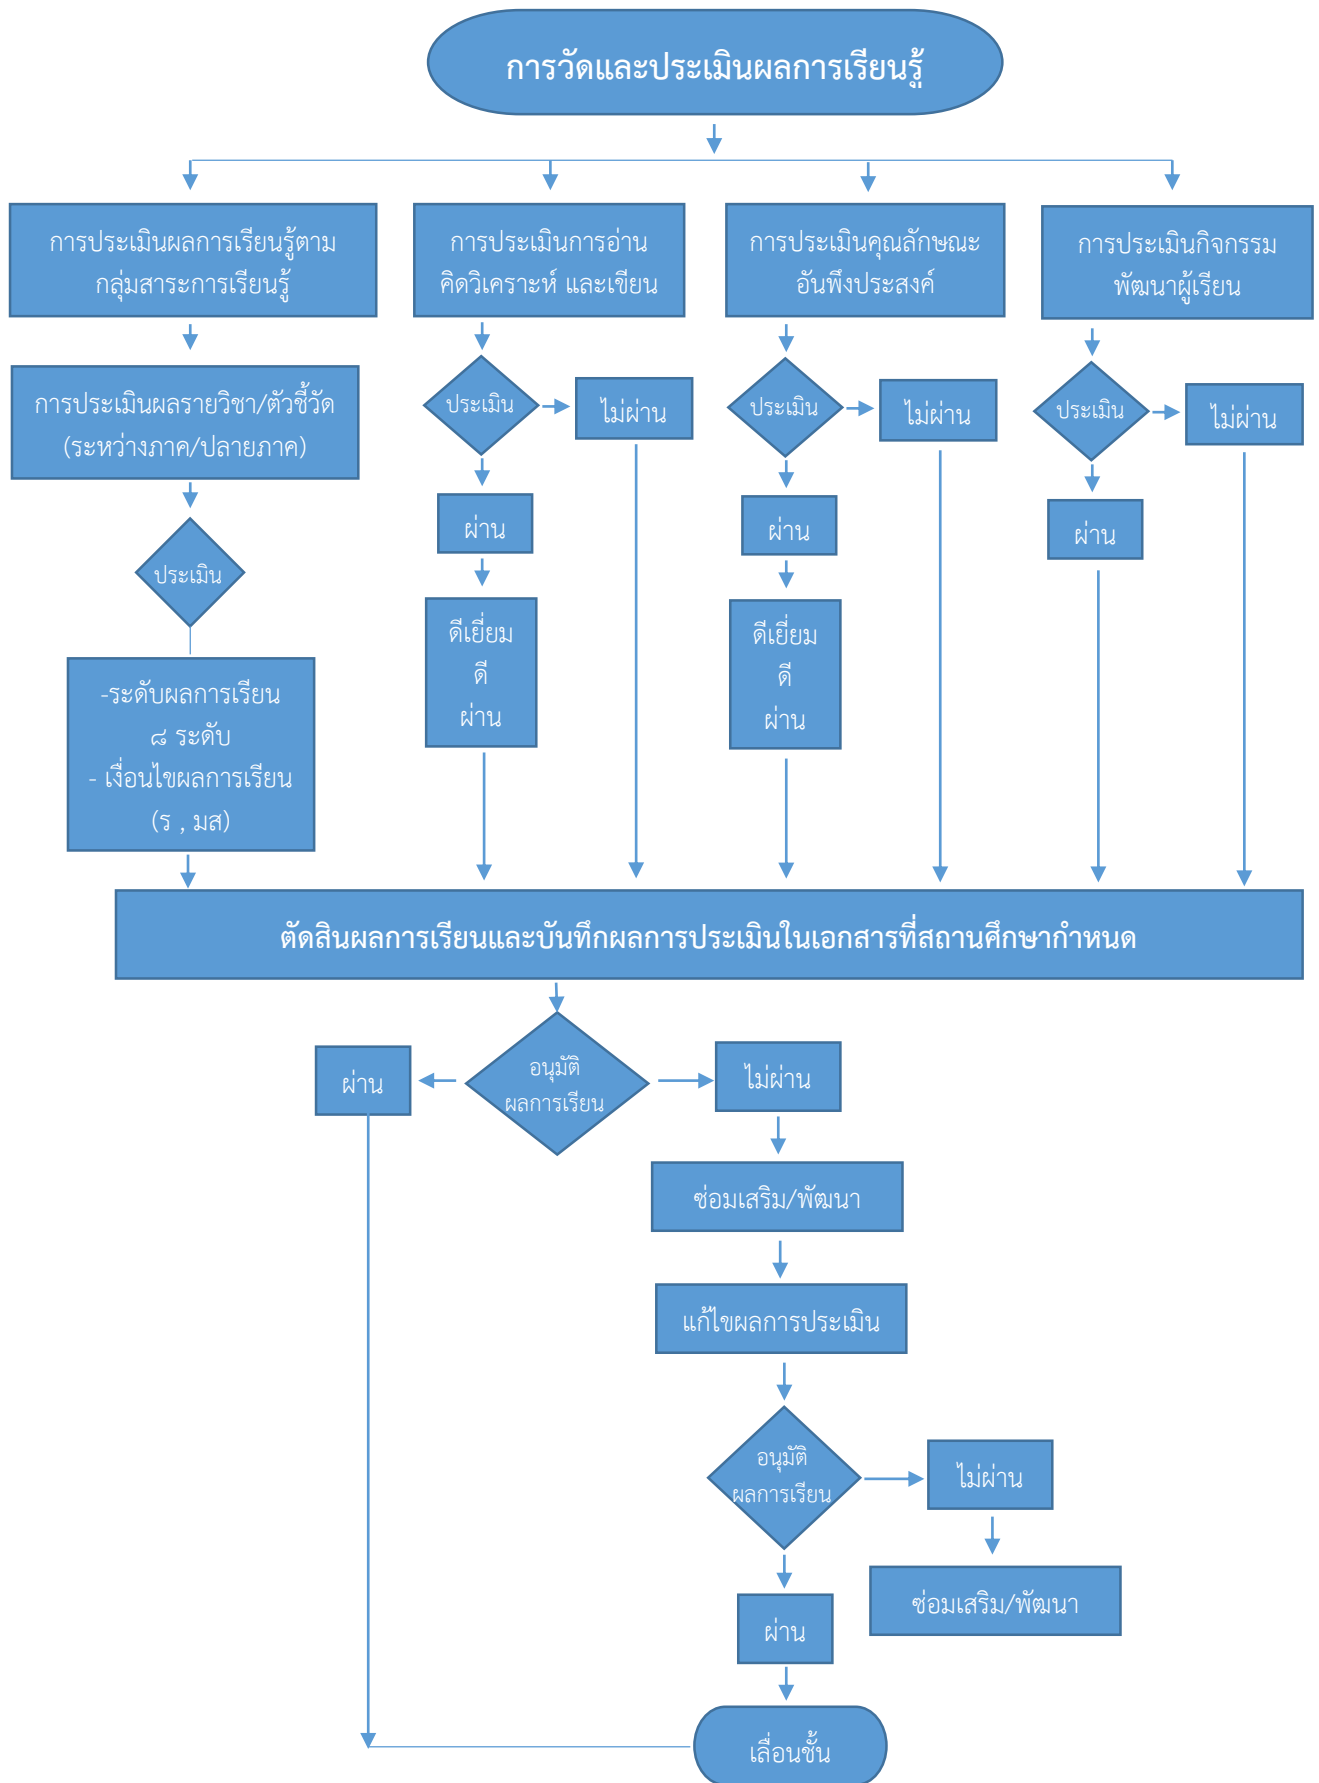 การวัดและประเมินผลการเรียนรู้
การประเมินผลการเรียนรู้ตาม
กลุ่มสาระการเรียนรู้
การประเมินการอ่าน
คิดวิเคราะห์ และเขียน
การประเมินคุณลักษณะ
อันพึงประสงค์
การประเมินกิจกรรม
พัฒนาผู้เรียน
การประเมินผลรายวิชา/ตัวชี้วัด
(ระหว่างภาค/ปลายภาค)
ประเมิน
ไม่ผ่าน
ประเมิน
ไม่ผ่าน
ประเมิน
ไม่ผ่าน
ผ่าน
ผ่าน
ผ่าน
ประเมิน
ดีเยี่ยม
ดี
ผ่าน
ดีเยี่ยม
ดี
ผ่าน
-ระดับผลการเรียน
๘ ระดับ
- เงื่อนไขผลการเรียน
(ร , มส)
ตัดสินผลการเรียนและบันทึกผลการประเมินในเอกสารที่สถานศึกษากำหนด
ผ่าน
อนุมัติ
ผลการเรียน
ไม่ผ่าน
ซ่อมเสริม/พัฒนา
แก้ไขผลการประเมิน
อนุมัติ
ผลการเรียน
ไม่ผ่าน
ซ่อมเสริม/พัฒนา
ผ่าน
เลื่อนชั้น